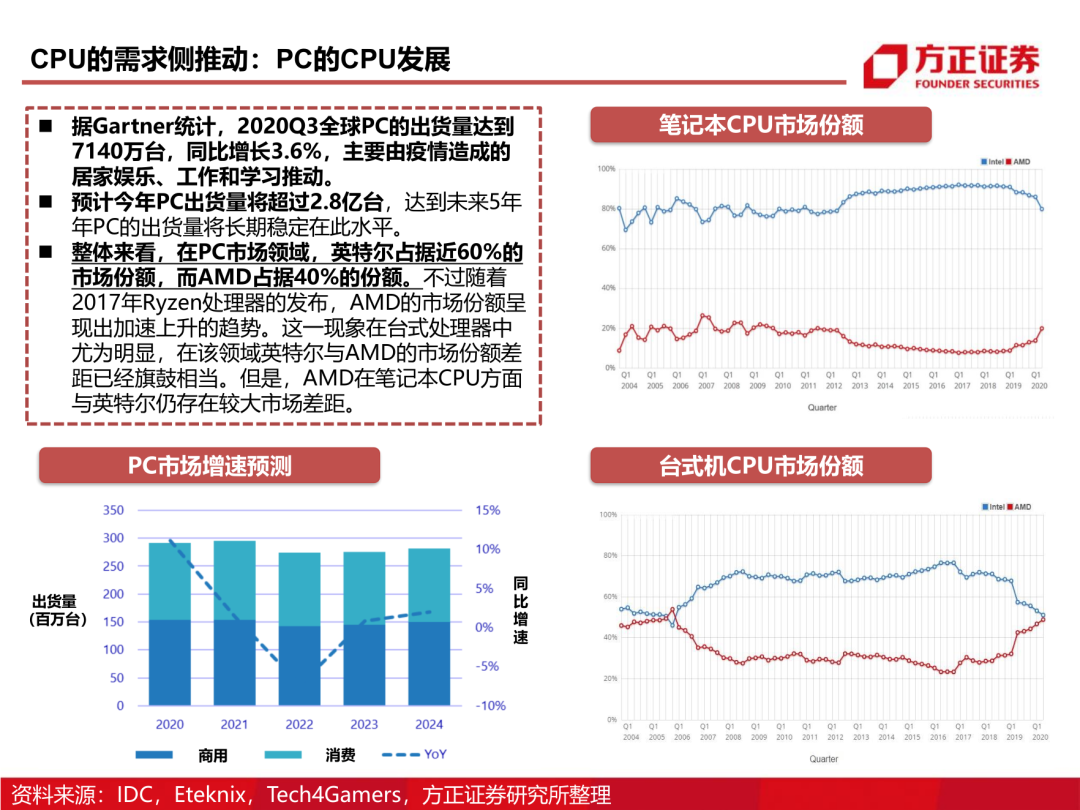 CPU的需求侧推动：PC的CPU发展
方正证券
FOUNDER SECURITIES
■ 据Gartner统计，2020Q3全球PC的出货量达到
7140万台，同比增长3.6%，主要由疫情造成的
居家娱乐、工作和学习推动。
■ 预计今年PC出货量将超过2.8亿台，达到未来5年
年PC的出货量将长期稳定在此水平。
■ 整体来看，在PC市场领域，英特尔占据近60%的
市场份额，而AMD占据40%的份额。不过随着
2017年Ryzen处理器的发布，AMD的市场份额呈
现出加速上升的趋势。这一现象在台式处理器中
尤为明显，在该领域英特尔与AMD的市场份额差
距已经旗鼓相当。但是，AMD在笔记本CPU方面
与英特尔仍存在较大市场差距。
笔记本CPU市场份额
Intel AMD
100%
80%
60%
40%
20%
0%
Q1 Q1 Q1 Q1 Q1 Q1 Q1 Q1 Q1 Q1 Q1 Q1 Q1 Q1 Q1 Q1 Q1
2004 2005 2006 2007 2008 2009 2010 2011 2012 2013 2014 2015 2016 2017 2018 2019 2020
Quarter
PC市场增速预测
350 15%
300 10%
250
200 5%
150 0%
100 -5%
50
0 -10%
出货量
（百万台）
同
比
增
速
2020 2021 2022 2023 2024
商用 消费 YoY
台式机CPU市场份额
Intel AMD
100%
80%
60%
40%
20%
0%
Q1 Q1 Q1 Q1 Q1 Q1 Q1 Q1 Q1 Q1 Q1 Q1 Q1 Q1 Q1 Q1 Q1
2004 2005 2006 2007 2008 2009 2010 2011 2012 2013 2014 2015 2016 2017 2018 2019 2020
Quarter
资料来源：IDC，Eteknix，Tech4Gamers，方正证券研究所整理